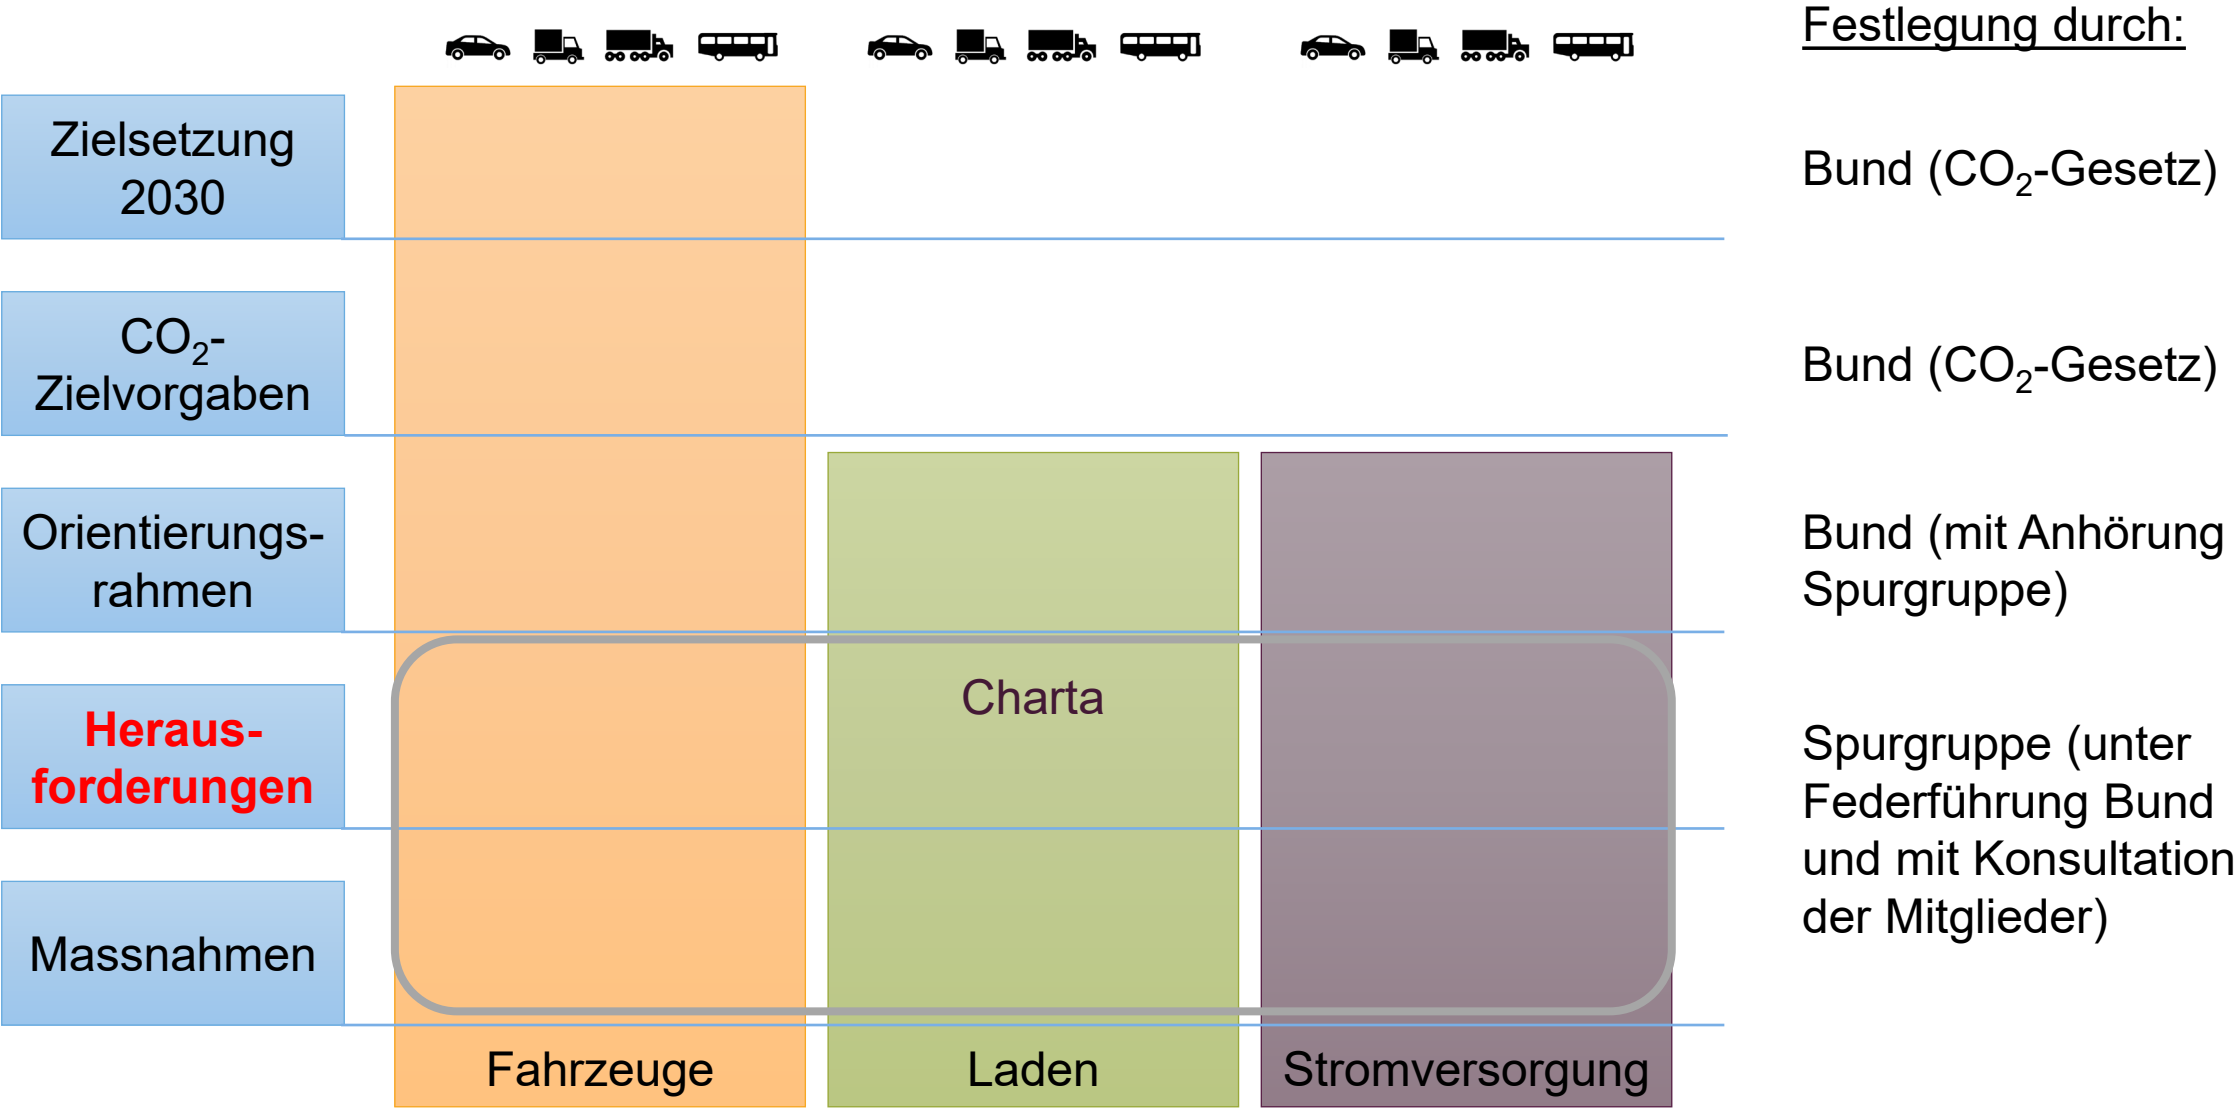 Festlegung durch:
Zielsetzung
2030
Bund (CO₂-Gesetz)
CO₂-
Zielvorgaben
Bund (CO₂-Gesetz)
Orientierungs-
rahmen
Bund (mit Anhörung
Spurgruppe)
Charta
Heraus-
forderungen
Spurgruppe (unter
Federführung Bund
und mit Konsultation
der Mitglieder)
Massnahmen
Fahrzeuge
Laden
Stromversorgung